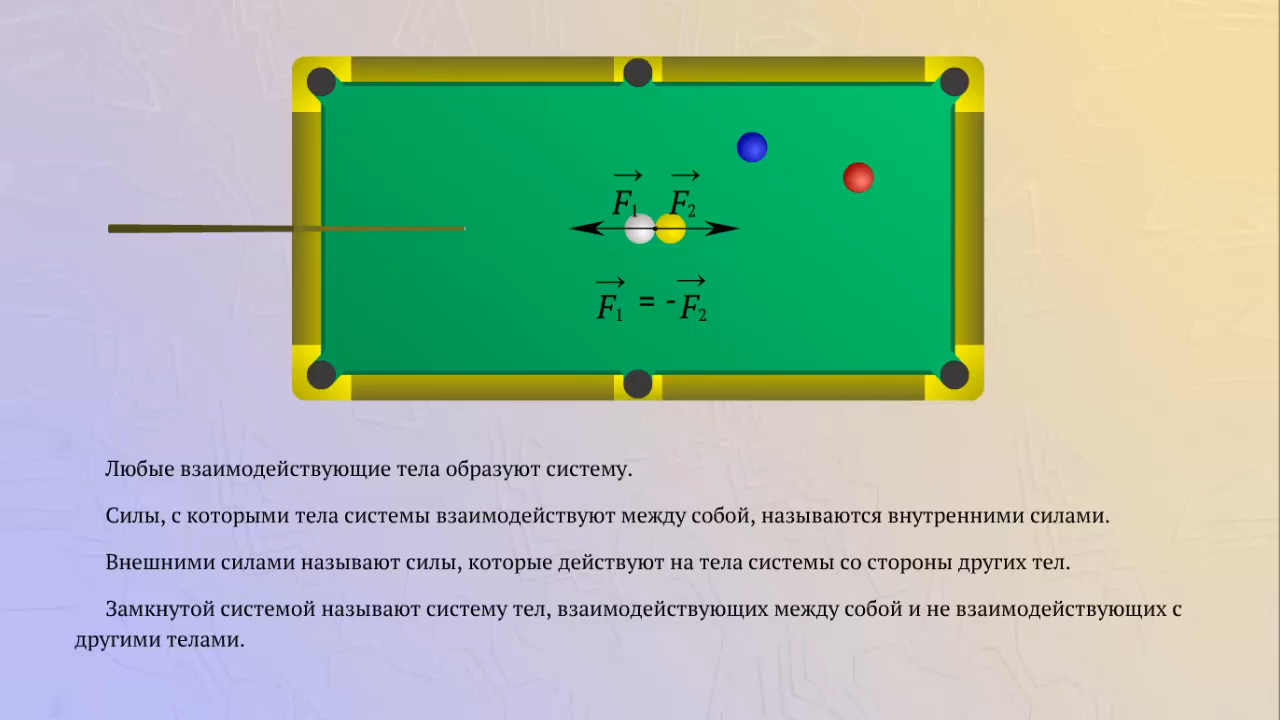 F₁ F₂
F₁ = -F₂
Любые взаимодействующие тела образуют систему.
Силы, с которыми тела системы взаимодействуют между собой, называются внутренними силами.
Внешними силами называют силы, которые действуют на тела системы со стороны других тел.
Замкнутой системой называют систему тел, взаимодействующих между собой и не взаимодействующих с
другими телами.